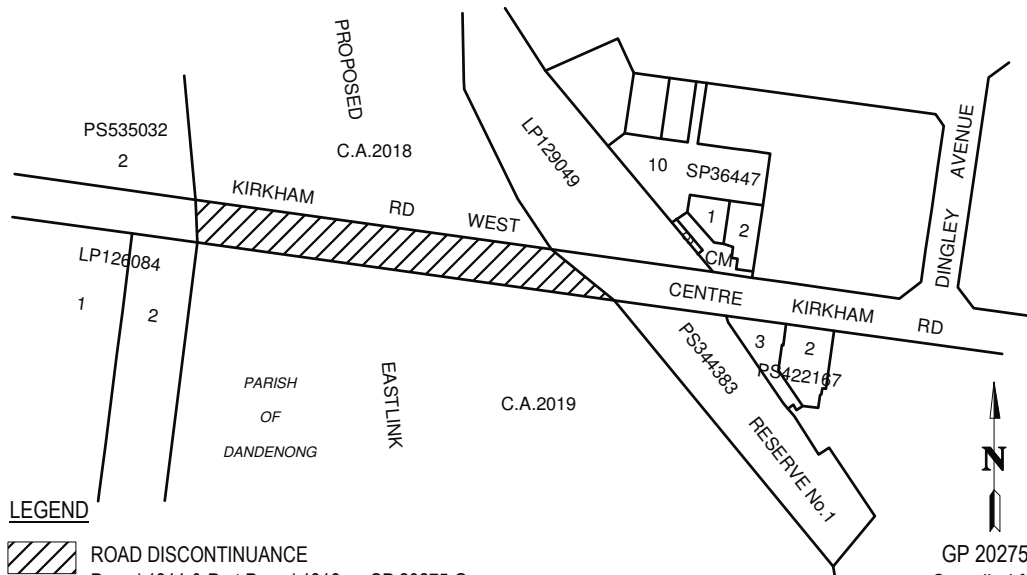 PROPOSED
PS535032
2
C.A.2018
LP129049
10 SP36447
DINGLEY AVENUE
KIRKHAM RD WEST
1
2
CM
LP126084
1
2
CENTRE KIRKHAM RD
3
2
PS422167
PS344383
RESERVE No.1
PARISH
OF
DANDENONG
EASTLINK
C.A.2019
N
LEGEND
ROAD DISCONTINUANCE
GP 20275